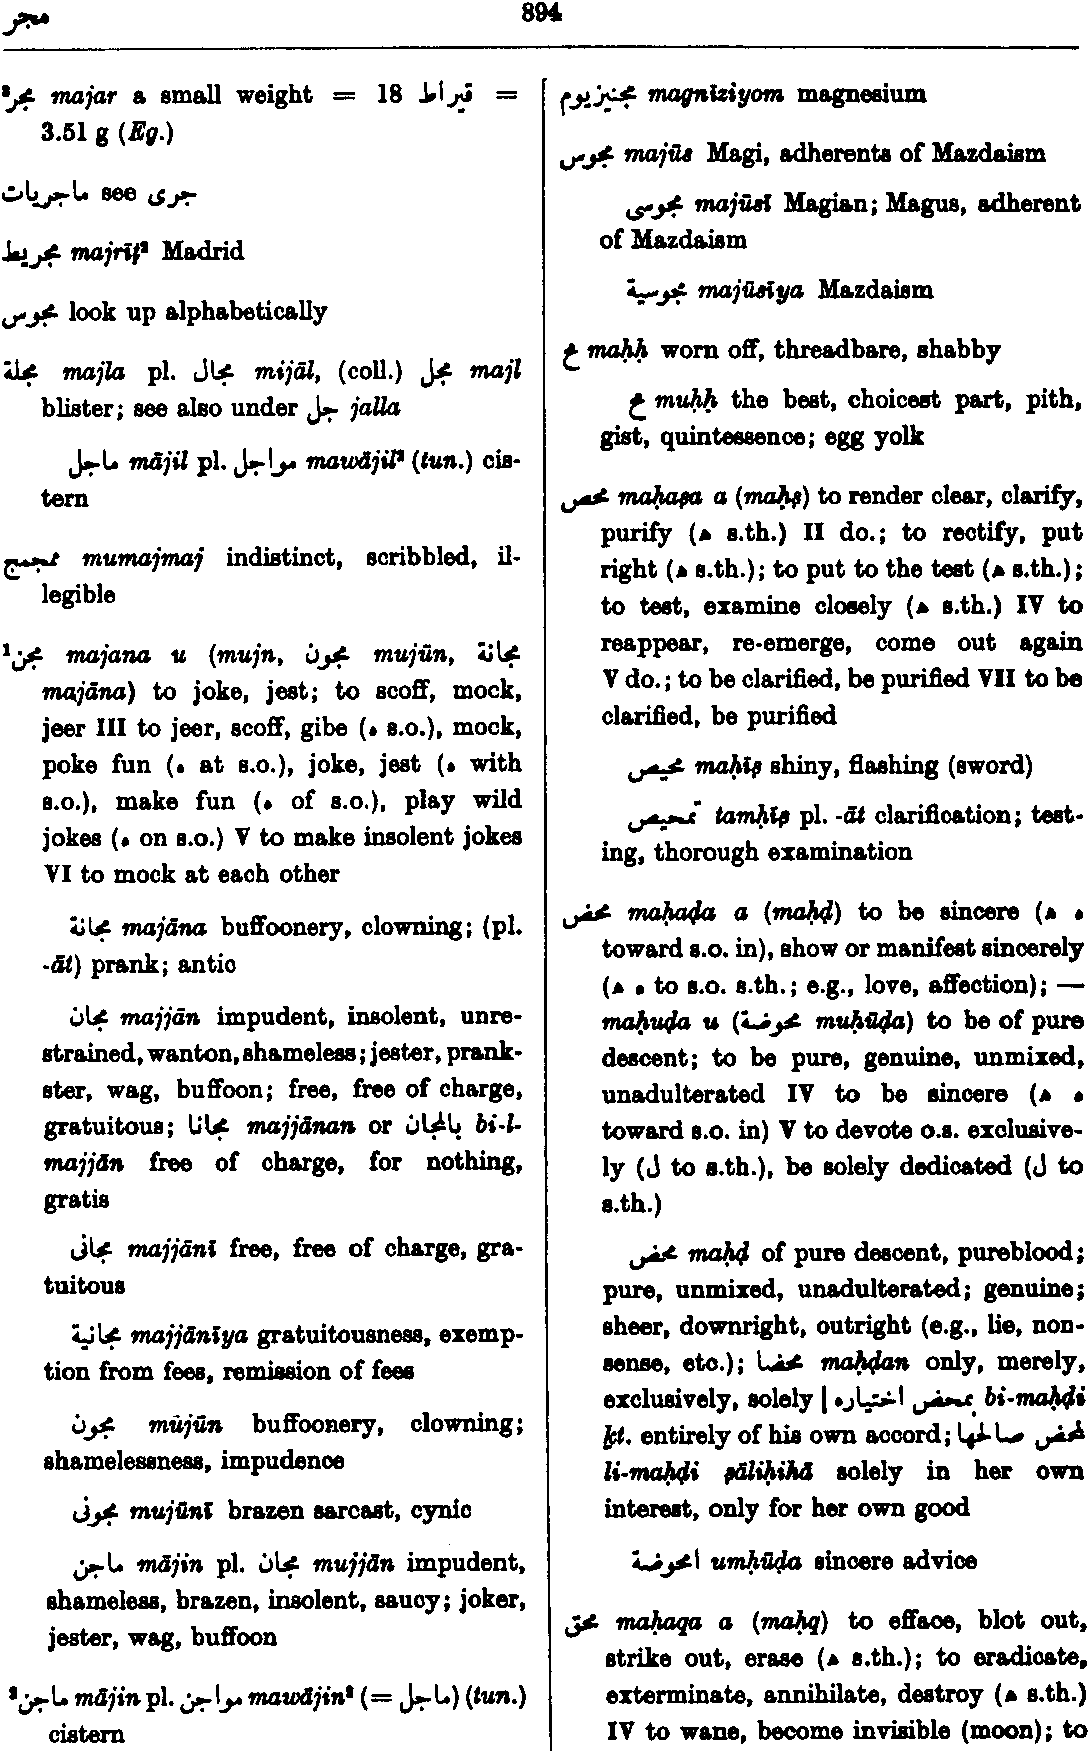 مجر
894
²مجر majar a small weight = 18 قيراط =
3.51 g (Eg.)
ماجريات see جرى
مجريط majrīṭ² Madrid
مجوس look up alphabetically
مجلة majla pl. مجال mijāl, (coll.) مجل majl
blister; see also under جل jalla
ماجل mājil pl. مواجل mawājil² (tun.) cis-
tern
ممجمج mumajmaj indistinct, scribbled, il-
legible
¹مجن majana u (mujn, مجون mujūn, مجانة
majāna) to joke, jest; to scoff, mock,
jeer III to jeer, scoff, gibe (ه s.o.), mock,
poke fun (ه at s.o.), joke, jest (ه with
s.o.), make fun (ه of s.o.), play wild
jokes (ه on s.o.) V to make insolent jokes
VI to mock at each other
مجانة majāna buffoonery, clowning; (pl.
-āt) prank; antic
مجان majjān impudent, insolent, unre-
strained, wanton, shameless; jester, prank-
ster, wag, buffoon; free, free of charge,
gratuitous; مجانا majjānan or بالمجان bi-l-
majjān free of charge, for nothing,
gratis
مجانى majjānī free, free of charge, gra-
tuitous
مجانية majjānīya gratuitousness, exemp-
tion from fees, remission of fees
مجون mujūn buffoonery, clowning;
shamelessness, impudence
مجونى mujūnī brazen sarcast, cynic
ماجن mājin pl. مجان mujjān impudent,
shameless, brazen, insolent, saucy; joker,
jester, wag, buffoon
²ماجن mājin pl. مواجن mawājin² (= ماجل) (tun.)
cistern
مجنيزيوم magnīziyom magnesium
مجوس majūs Magi, adherents of Mazdaism
مجوسى majūsī Magian; Magus, adherent
of Mazdaism
مجوسية majūsīya Mazdaism
مح maḥḥ worn off, threadbare, shabby
مح muḥḥ the best, choicest part, pith,
gist, quintessence; egg yolk
محص maḥaṣa a (maḥṣ) to render clear, clarify,
purify (ه s.th.) II do.; to rectify, put
right (ه s.th.); to put to the test (ه s.th.);
to test, examine closely (ه s.th.) IV to
reappear, re-emerge, come out again
V do.; to be clarified, be purified VII to be
clarified, be purified
محيص maḥīṣ shiny, flashing (sword)
تمحيص tamḥīṣ pl. -āt clarification; test-
ing, thorough examination
محض maḥaḍa a (maḥḍ) to be sincere (ه ه
toward s.o. in), show or manifest sincerely
(ه ه to s.o. s.th.; e.g., love, affection); —
maḥuḍa u (محوضة muḥūḍa) to be of pure
descent; to be pure, genuine, unmixed,
unadulterated IV to be sincere (ه ه
toward s.o. in) V to devote o.s. exclusive-
ly (ل to s.th.), be solely dedicated (ل to
s.th.)
محض maḥḍ of pure descent, pureblood;
pure, unmixed, unadulterated; genuine;
sheer, downright, outright (e.g., lie, non-
sense, etc.); محضا maḥḍan only, merely,
exclusively, solely | بمحض اختياره bi-maḥḍi
ḵt. entirely of his own accord; لمحض صالحها
li-maḥḍi ṣāliḥihā solely in her own
interest, only for her own good
امحوضة umḥūḍa sincere advice
محق maḥaqa a (maḥq) to efface, blot out,
strike out, erase (ه s.th.); to eradicate,
exterminate, annihilate, destroy (ه s.th.)
IV to wane, become invisible (moon); to